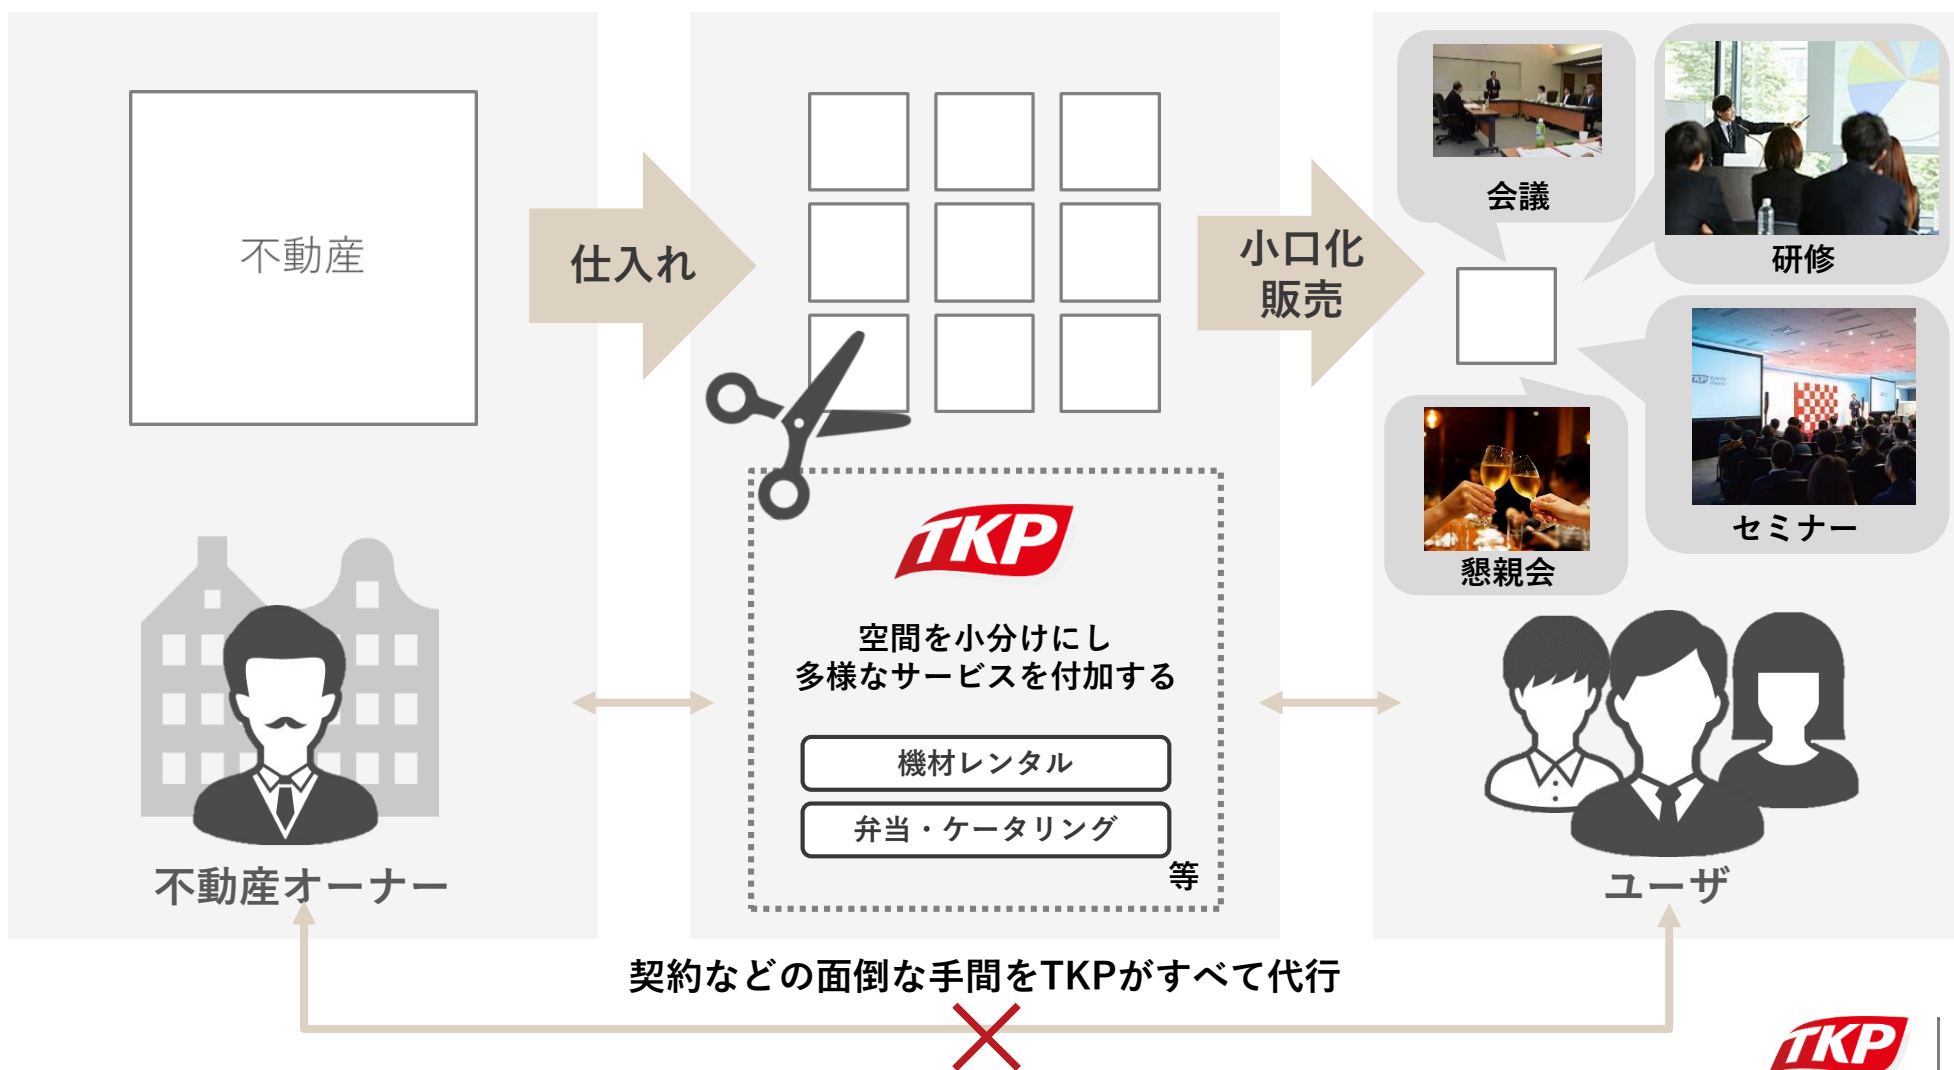 不動産
仕入れ
小口化
販売
会議
研修
セミナー
懇親会
TKP
空間を小分けにし
多様なサービスを付加する
機材レンタル
弁当・ケータリング
等
不動産オーナー
ユーザ
契約などの面倒な手間をTKPがすべて代行
TKP